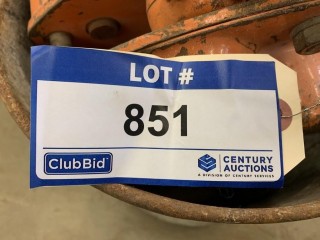 LOT #
851
ClubBid
CENTURY
AUCTIONS
A DIVISION OF CENTURY SERVICES